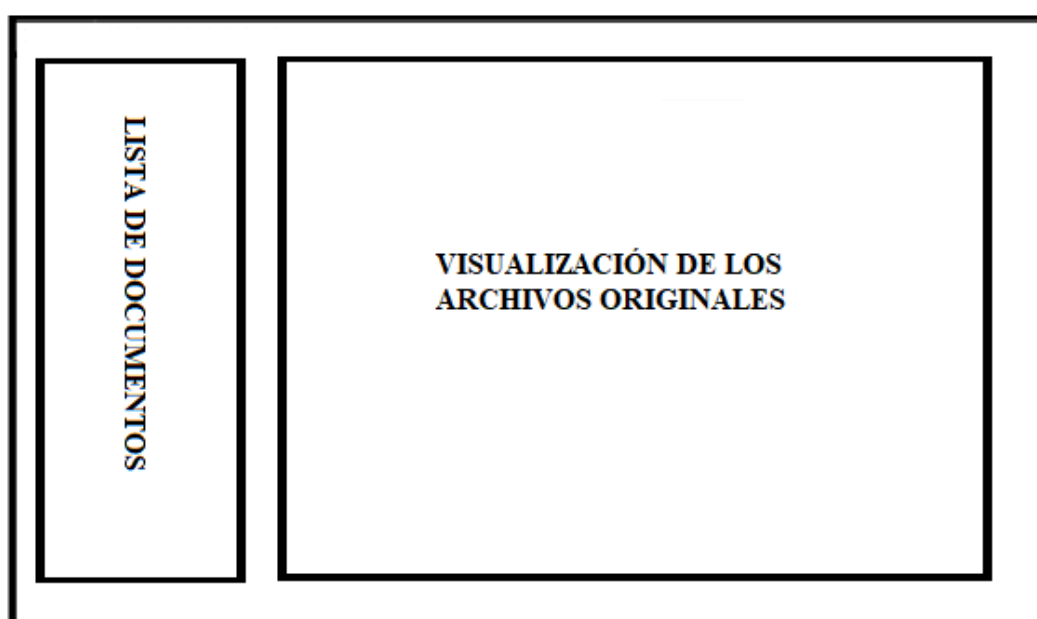 LISTA DE DOCUMENTOS
VISUALIZACIÓN DE LOS
ARCHIVOS ORIGINALES